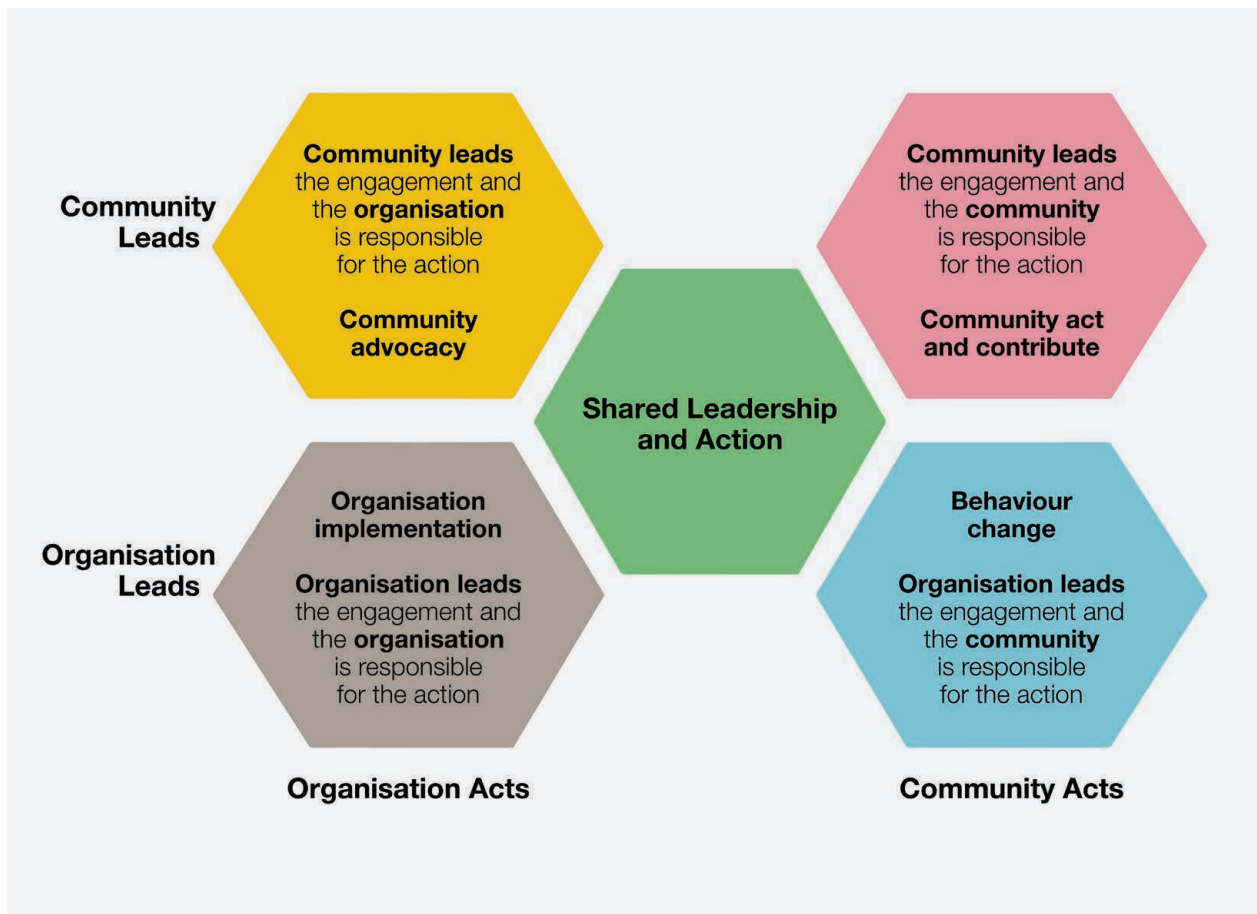 Community
Leads
Community leads
the engagement and
the organisation
is responsible
for the action
Community
advocacy
Community leads
the engagement and
the community
is responsible
for the action
Community act
and contribute
Shared Leadership
and Action
Organisation
Leads
Organisation
implementation
Organisation leads
the engagement and
the organisation
is responsible
for the action
Behaviour
change
Organisation leads
the engagement and
the community
is responsible
for the action
Organisation Acts
Community Acts